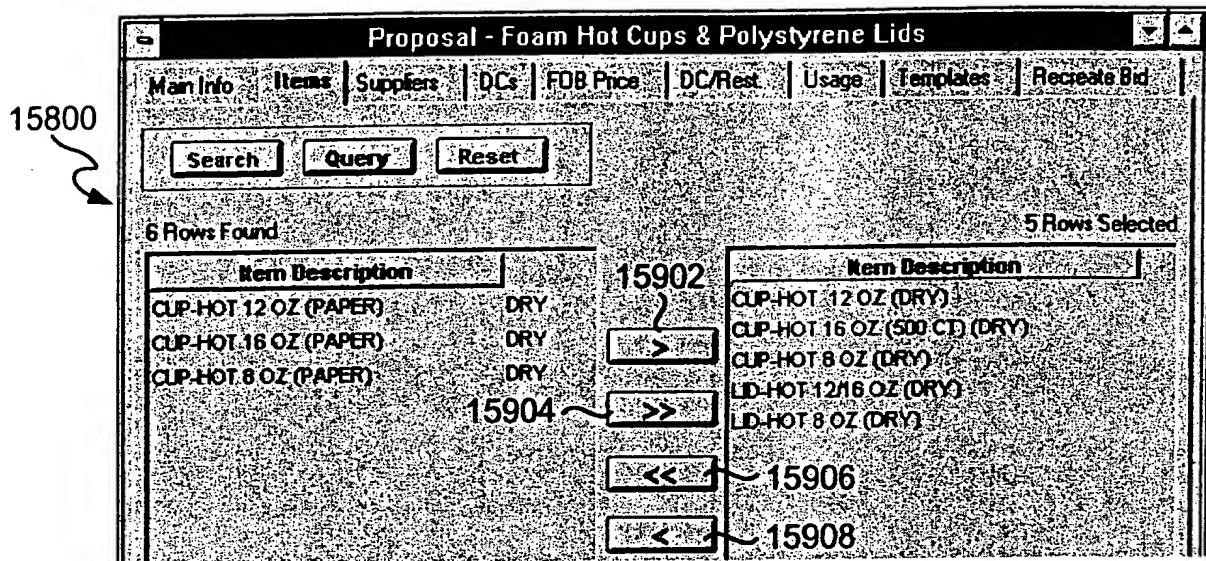 Proposal - Foam Hot Cups & Polystyrene Lids
Main Info Items Suppliers DCs FOB Price DC/Rest. Usage Templates Recreate Bid
15800
Search Query Reset
6 Rows Found
5 Rows Selected
Item Description
CUP-HOT 12 OZ (PAPER) DRY
CUP-HOT 16 OZ (PAPER) DRY
CUP-HOT 8 OZ (PAPER) DRY
15902
>
15904
>>
<<
15906
<
15908
Item Description
CUP-HOT 12 OZ (DRY)
CUP-HOT 16 OZ (500 CT) (DRY)
CUP-HOT 8 OZ (DRY)
LID-HOT 12/16 OZ (DRY)
LID-HOT 8 OZ (DRY)